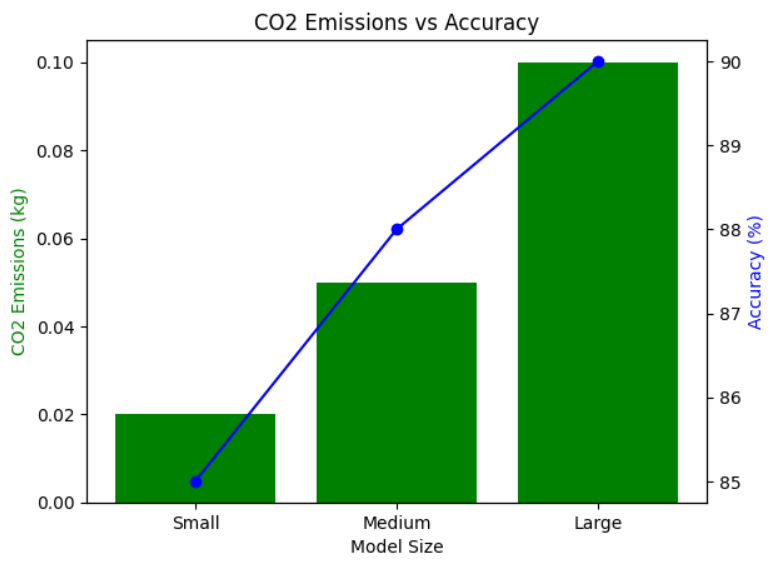 CO2 Emissions vs Accuracy
CO2 Emissions (kg)
0.10
0.08
0.06
0.04
0.02
0.00
90
89
88
87
86
85
Accuracy (%)
Small Medium Large
Model Size